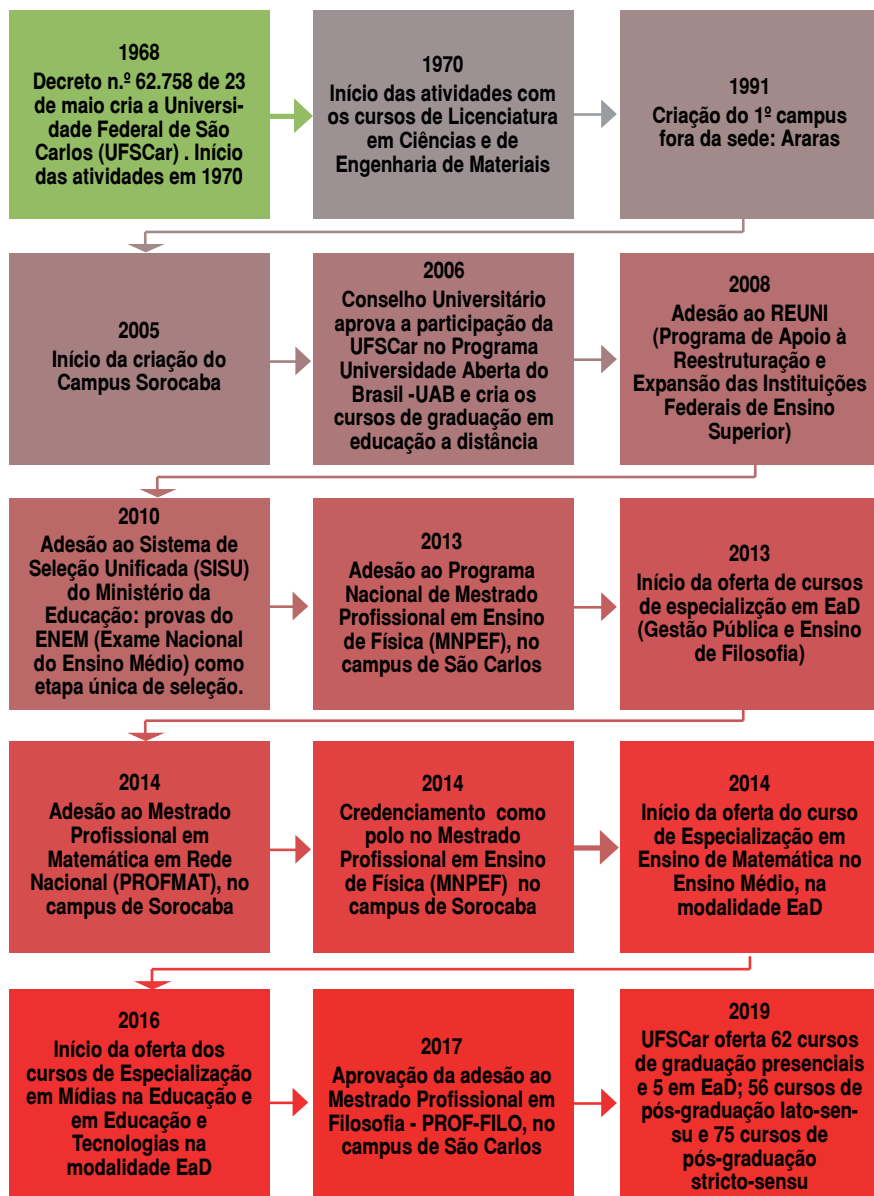 1968
Decreto n.º 62.758 de 23
de maio cria a Universi-
dade Federal de São
Carlos (UFSCar) . Início
das atividades em 1970
1970
Início das atividades com
os cursos de Licenciatura
em Ciências e de
Engenharia de Materiais
1991
Criação do 1º campus
fora da sede: Araras
2005
Início da criação do
Campus Sorocaba
2006
Conselho Universitário
aprova a participação da
UFSCar no Programa
Universidade Aberta do
Brasil -UAB e cria os
cursos de graduação em
educação a distância
2008
Adesão ao REUNI
(Programa de Apoio à
Reestruturação e
Expansão das Instituições
Federais de Ensino
Superior)
2010
Adesão ao Sistema de
Seleção Unificada (SISU)
do Ministério da
Educação: provas do
ENEM (Exame Nacional
do Ensino Médio) como
etapa única de seleção.
2013
Adesão ao Programa
Nacional de Mestrado
Profissional em Ensino
de Física (MNPEF), no
campus de São Carlos
2013
Início da oferta de cursos
de especializção em EaD
(Gestão Pública e Ensino
de Filosofia)
2014
Adesão ao Mestrado
Profissional em
Matemática em Rede
Nacional (PROFMAT), no
campus de Sorocaba
2014
Credenciamento como
polo no Mestrado
Profissional em Ensino
de Física (MNPEF) no
campus de Sorocaba
2014
Início da oferta do curso
de Especialização em
Ensino de Matemática no
Ensino Médio, na
modalidade EaD
2016
Início da oferta dos
cursos de Especialização
em Mídias na Educação e
em Educação e
Tecnologias na
modalidade EaD
2017
Aprovação da adesão ao
Mestrado Profissional em
Filosofia - PROF-FILO, no
campus de São Carlos
2019
UFSCar oferta 62 cursos
de graduação presenciais
e 5 em EaD; 56 cursos de
pós-graduação lato-sen-
su e 75 cursos de
pós-graduação
stricto-sensu